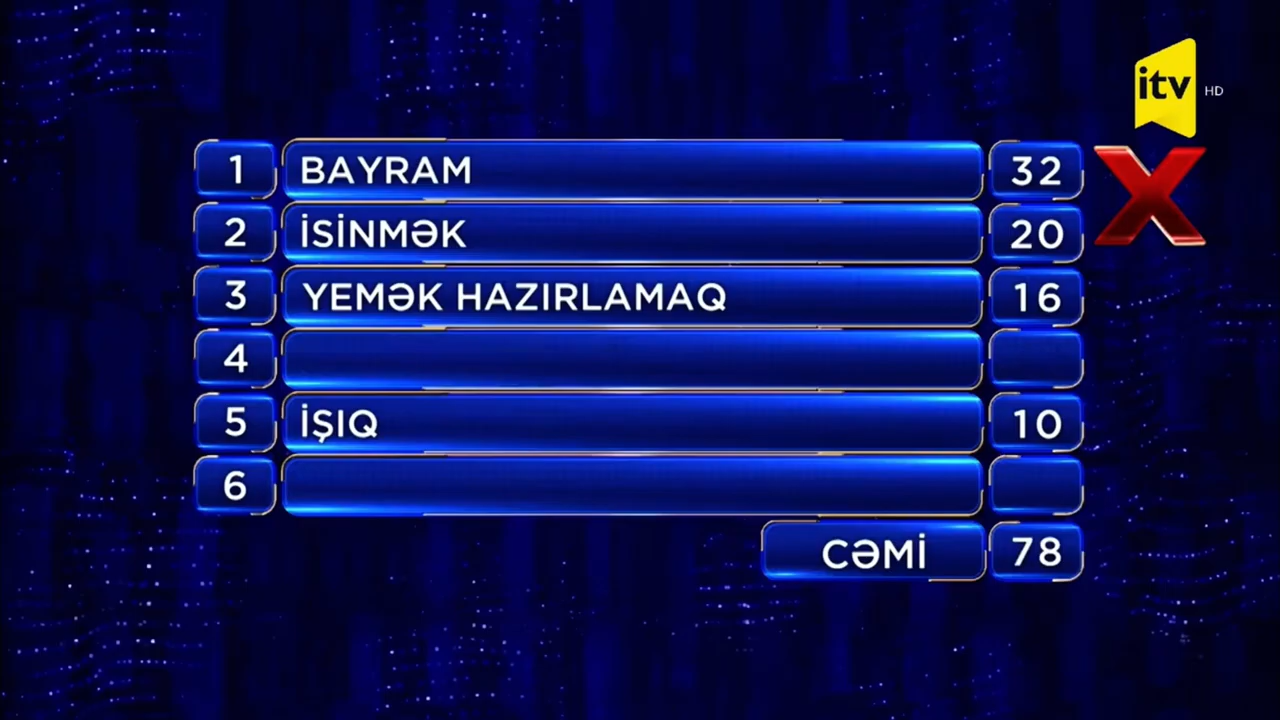 itv HD
1 BAYRAM 32
X
2 İSİNMƏK 20
3 YEMƏK HAZIRLAMAQ 16
4
5 İŞIQ 10
6
CƏMİ 78